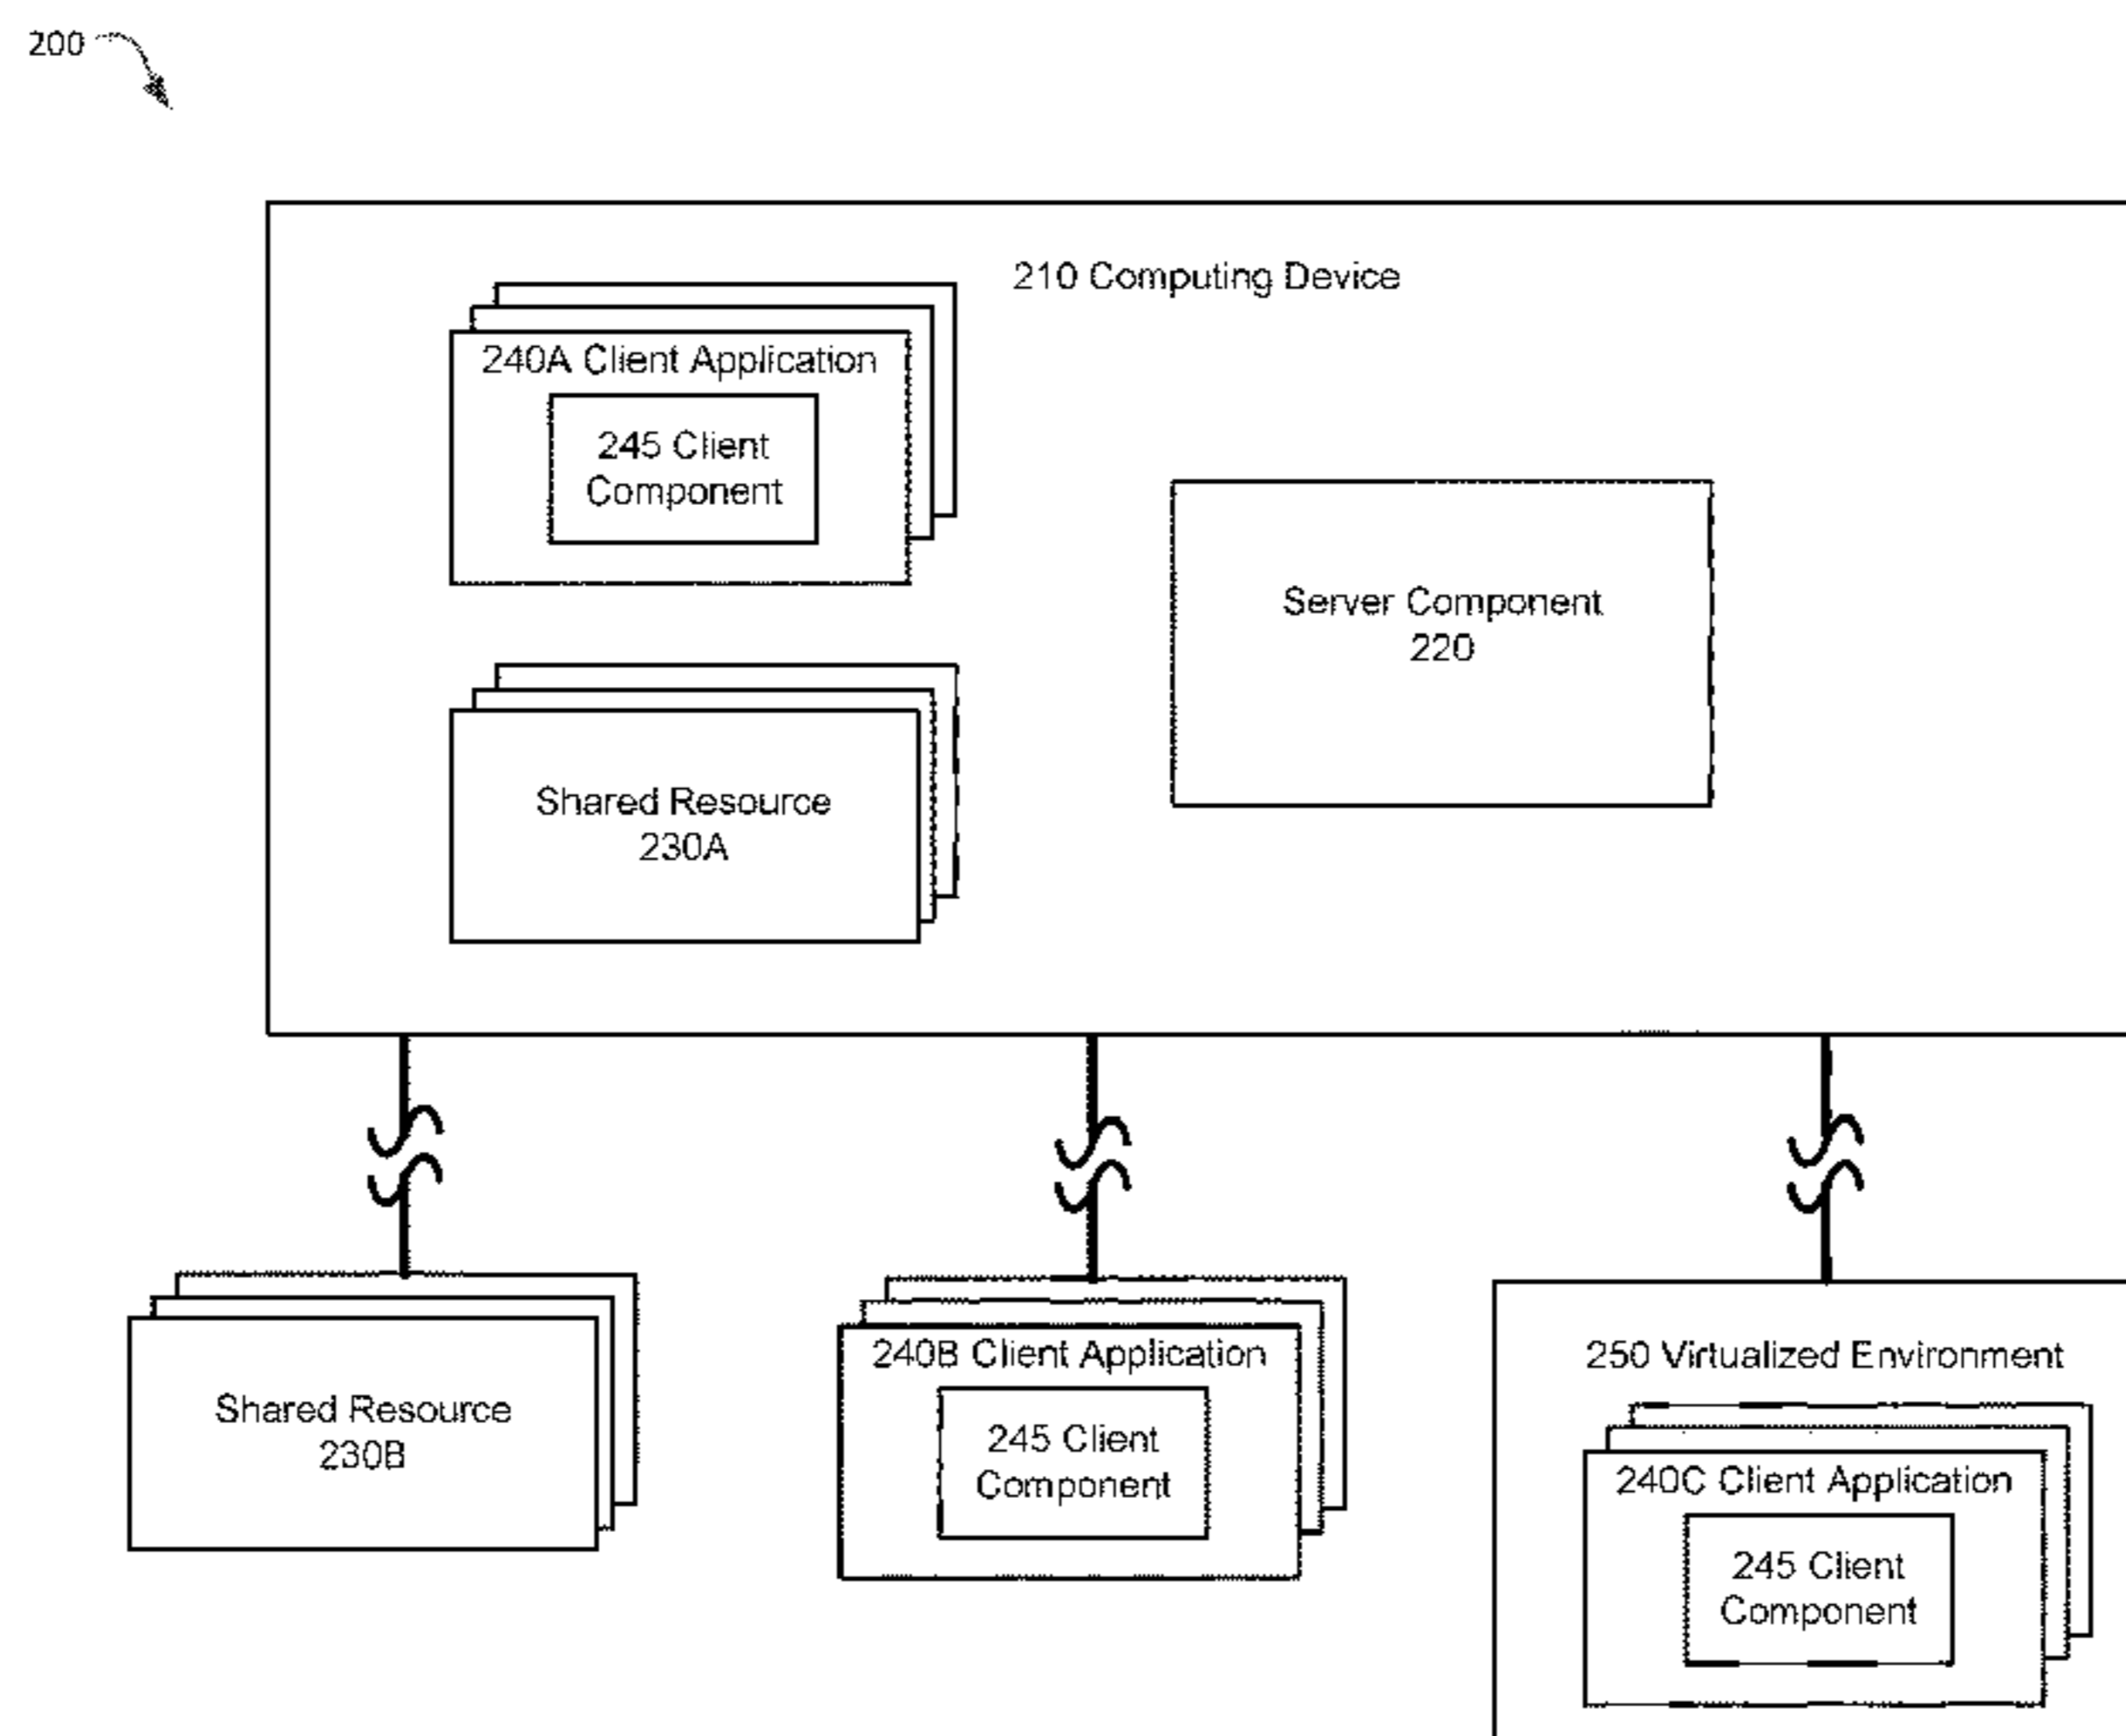 200
210 Computing Device
240A Client Application
245 Client
Component
Server Component
220
Shared Resource
230A
Shared Resource
230B
240B Client Application
245 Client
Component
250 Virtualized Environment
240C Client Application
245 Client
Component